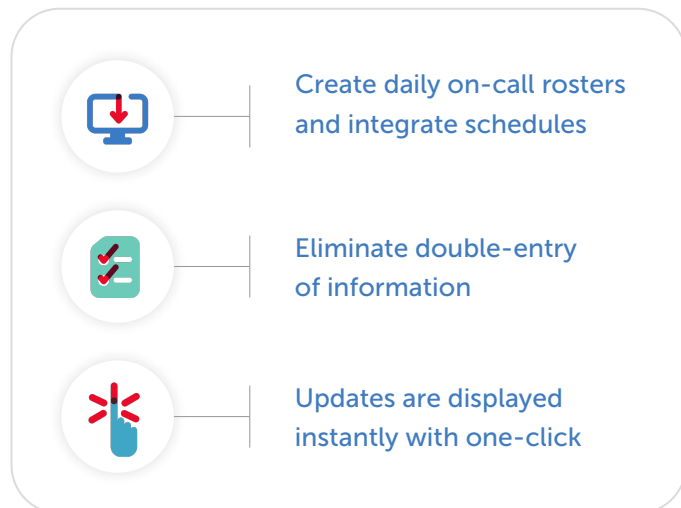 Create daily on-call rosters
and integrate schedules
Eliminate double-entry
of information
Updates are displayed
instantly with one-click